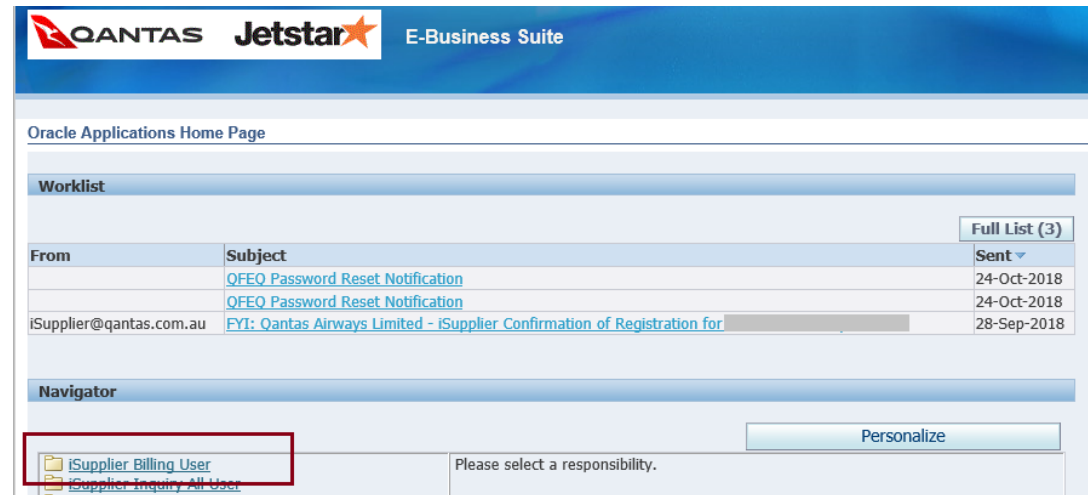 QANTAS Jetstar E-Business Suite
Oracle Applications Home Page
Worklist
Full List (3)
From Subject Sent
QFEQ Password Reset Notification 24-Oct-2018
QFEQ Password Reset Notification 24-Oct-2018
iSupplier@qantas.com.au FYI: Qantas Airways Limited - iSupplier Confirmation of Registration for 28-Sep-2018
Navigator
Personalize
iSupplier Billing User Please select a responsibility.
iSupplier Inquiry All User